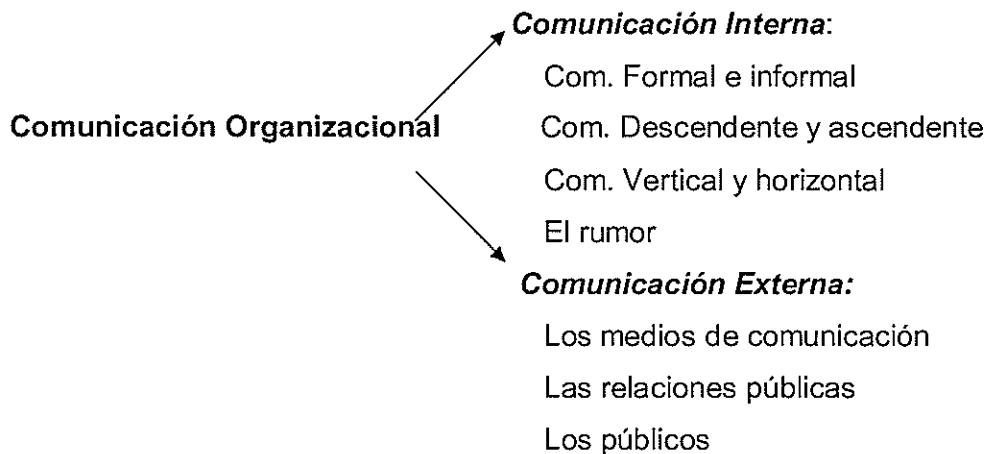 Comunicación Interna:
Com. Formal e informal
Comunicación Organizacional
Com. Descendente y ascendente
Com. Vertical y horizontal
El rumor
Comunicación Externa:
Los medios de comunicación
Las relaciones públicas
Los públicos